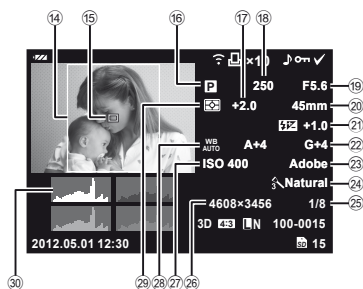 ⑭ ⑮ ⑯ ⑰ ⑱
×10
P 250 F5.6 ⑲
+2.0 45mm ⑳
+1.0 ㉑
WB AUTO A+4 G+4 ㉒
ISO 400 Adobe ㉓
Natural ㉔
4608×3456 1/8 ㉕
3D 4:3 LN 100-0015
2012.05.01 12:30 SD 15
㉚ ㉙ ㉘ ㉗ ㉖